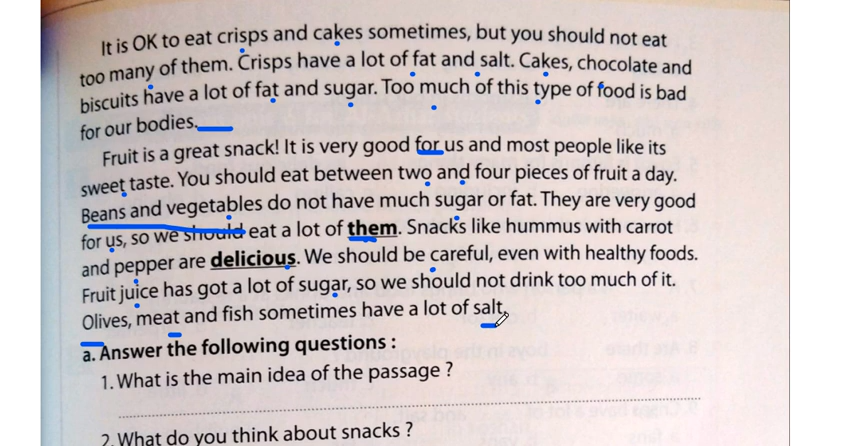 It is OK to eat crisps and cakes sometimes, but you should not eat
too many of them. Crisps have a lot of fat and salt. Cakes, chocolate and
biscuits have a lot of fat and sugar. Too much of this type of food is bad
for our bodies.
Fruit is a great snack! It is very good for us and most people like its
sweet taste. You should eat between two and four pieces of fruit a day.
Beans and vegetables do not have much sugar or fat. They are very good
for us, so we should eat a lot of them. Snacks like hummus with carrot
and pepper are delicious. We should be careful, even with healthy foods.
Fruit juice has got a lot of sugar, so we should not drink too much of it.
Olives, meat and fish sometimes have a lot of salt.
a. Answer the following questions :
1. What is the main idea of the passage ?
2. What do you think about snacks ?